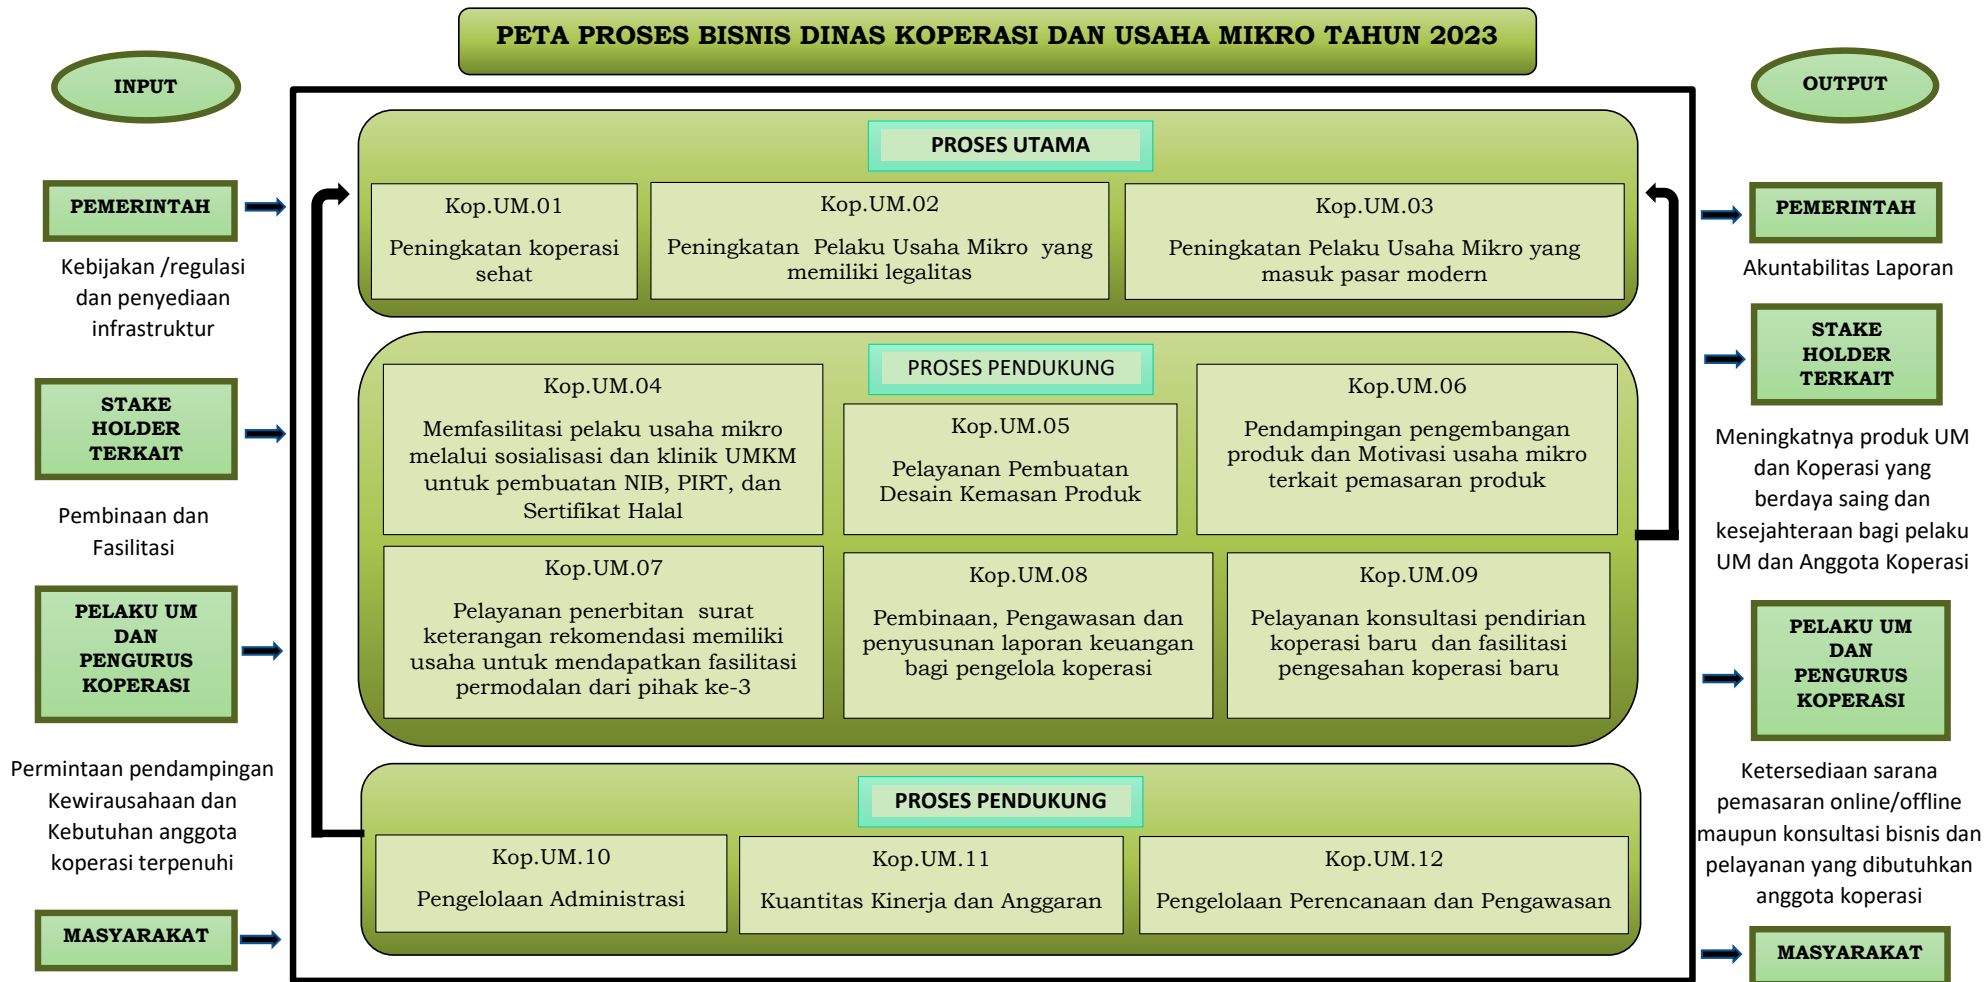 PETA PROSES BISNIS DINAS KOPERASI DAN USAHA MIKRO TAHUN 2023
INPUT
PEMERINTAH
Kebijakan /regulasi
dan penyediaan
infrastruktur
STAKE
HOLDER
TERKAIT
Pembinaan dan
Fasilitasi
PELAKU UM
DAN
PENGURUS
KOPERASI
Permintaan pendampingan
Kewirausahaan dan
Kebutuhan anggota
koperasi terpenuhi
MASYARAKAT
PROSES UTAMA
Kop.UM.01
Peningkatan koperasi
sehat
Kop.UM.02
Peningkatan Pelaku Usaha Mikro yang
memiliki legalitas
Kop.UM.03
Peningkatan Pelaku Usaha Mikro yang
masuk pasar modern
PROSES PENDUKUNG
Kop.UM.04
Memfasilitasi pelaku usaha mikro
melalui sosialisasi dan klinik UMKM
untuk pembuatan NIB, PIRT, dan
Sertifikat Halal
Kop.UM.05
Pelayanan Pembuatan
Desain Kemasan Produk
Kop.UM.06
Pendampingan pengembangan
produk dan Motivasi usaha mikro
terkait pemasaran produk
Kop.UM.07
Pelayanan penerbitan surat
keterangan rekomendasi memiliki
usaha untuk mendapatkan fasilitasi
permodalan dari pihak ke-3
Kop.UM.08
Pembinaan, Pengawasan dan
penyusunan laporan keuangan
bagi pengelola koperasi
Kop.UM.09
Pelayanan konsultasi pendirian
koperasi baru dan fasilitasi
pengesahan koperasi baru
PROSES PENDUKUNG
Kop.UM.10
Pengelolaan Administrasi
Kop.UM.11
Kuantitas Kinerja dan Anggaran
Kop.UM.12
Pengelolaan Perencanaan dan Pengawasan
OUTPUT
PEMERINTAH
Akuntabilitas Laporan
STAKE
HOLDER
TERKAIT
Meningkatnya produk UM
dan Koperasi yang
berdaya saing dan
kesejahteraan bagi pelaku
UM dan Anggota Koperasi
PELAKU UM
DAN
PENGURUS
KOPERASI
Ketersediaan sarana
pemasaran online/offline
maupun konsultasi bisnis dan
pelayanan yang dibutuhkan
anggota koperasi
MASYARAKAT